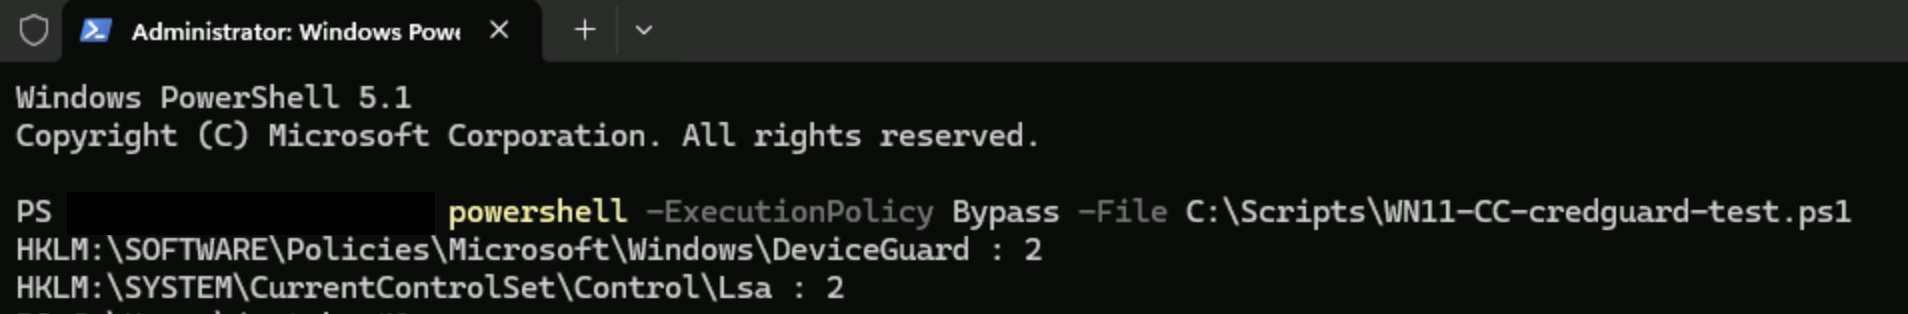 Administrator: Windows Powe
Windows PowerShell 5.1
Copyright (C) Microsoft Corporation. All rights reserved.
PS powershell -ExecutionPolicy Bypass -File C:\Scripts\WN11-CC-credguard-test.ps1
HKLM:\SOFTWARE\Policies\Microsoft\Windows\DeviceGuard : 2
HKLM:\SYSTEM\CurrentControlSet\Control\Lsa : 2